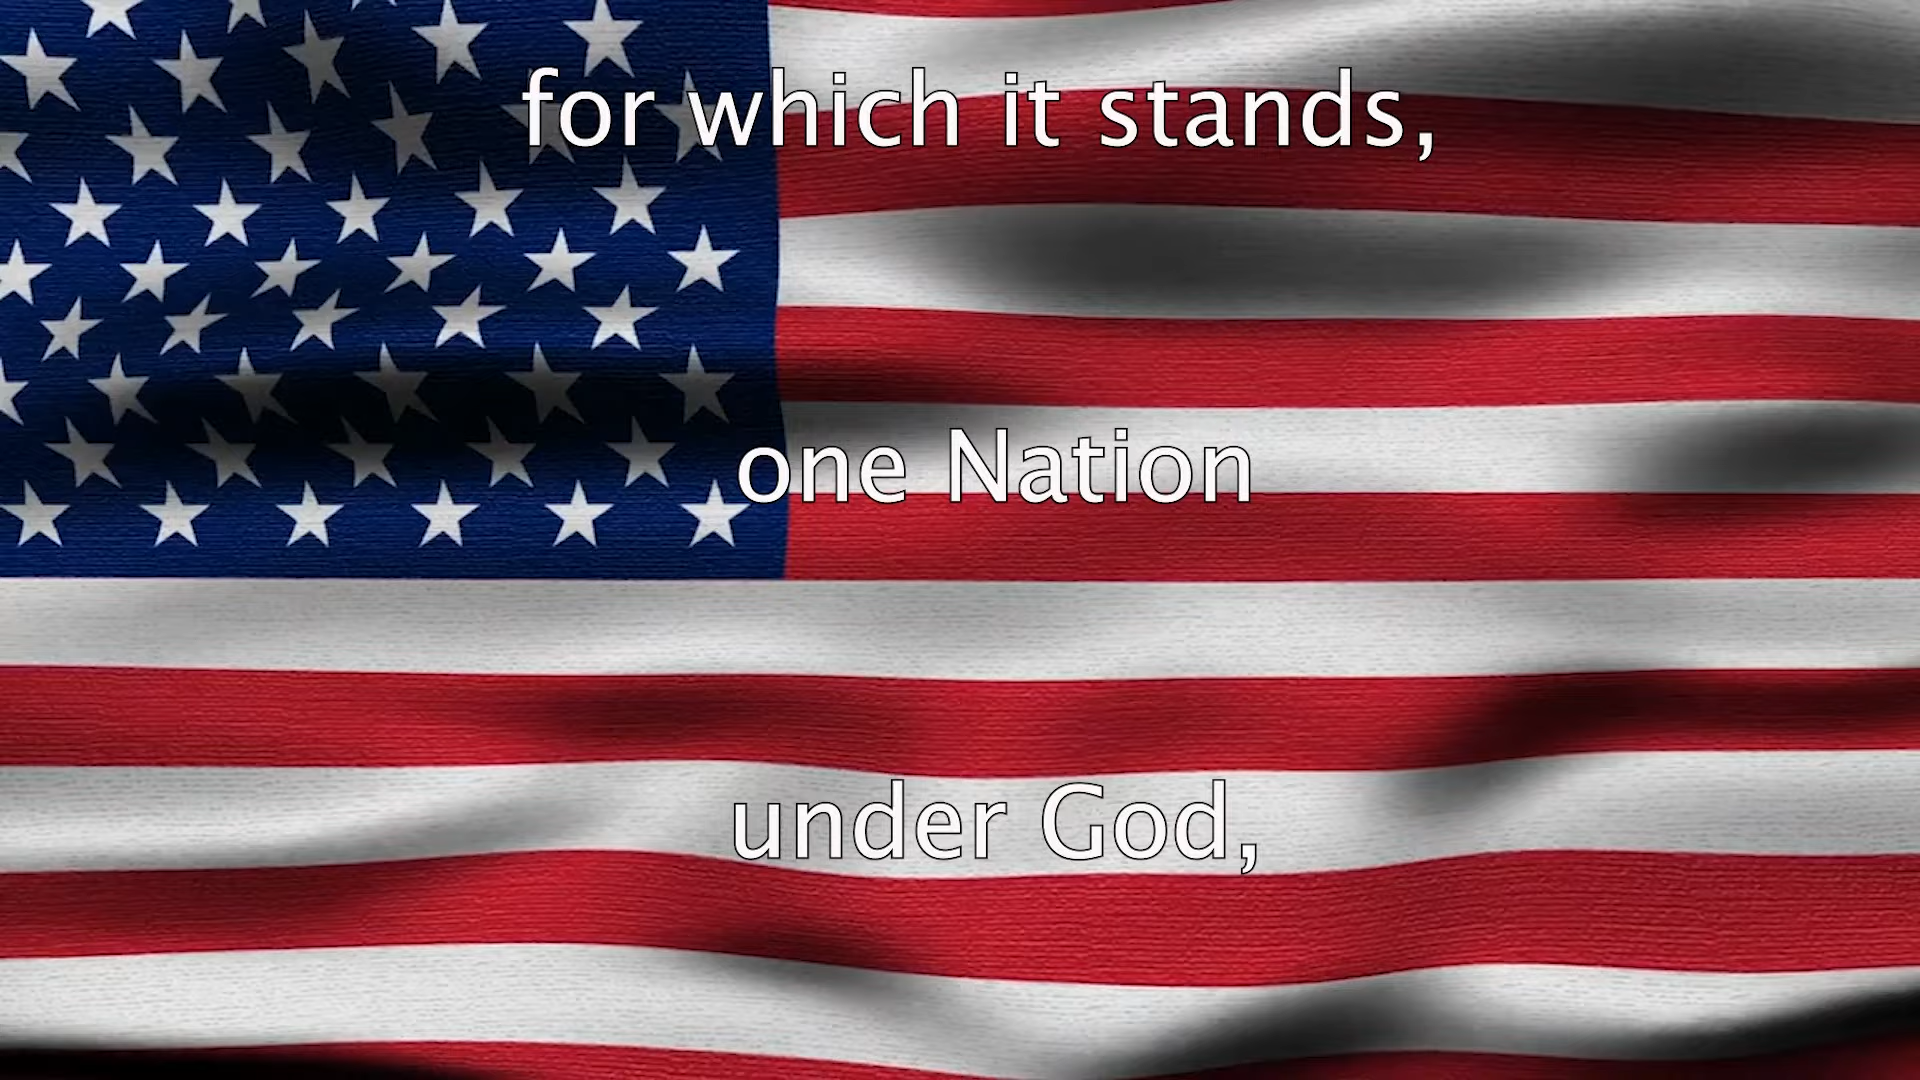 for which it stands,
one Nation
under God,